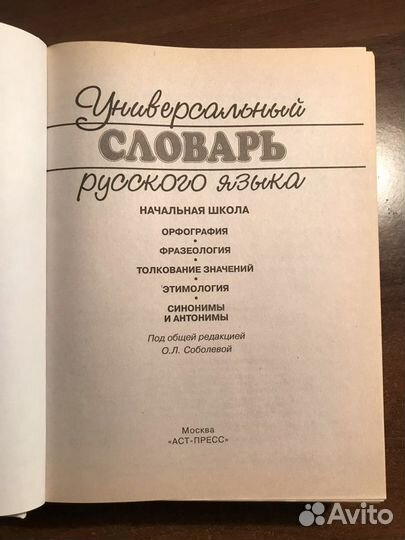 Универсальный
СЛОВАРЬ
русского языка
НАЧАЛЬНАЯ ШКОЛА
ОРФОГРАФИЯ
•
ФРАЗЕОЛОГИЯ
•
ТОЛКОВАНИЕ ЗНАЧЕНИЙ
•
ЭТИМОЛОГИЯ
•
СИНОНИМЫ
И АНТОНИМЫ
Под общей редакцией
О.Л. Соболевой
Москва
«АСТ-ПРЕСС»
Avito